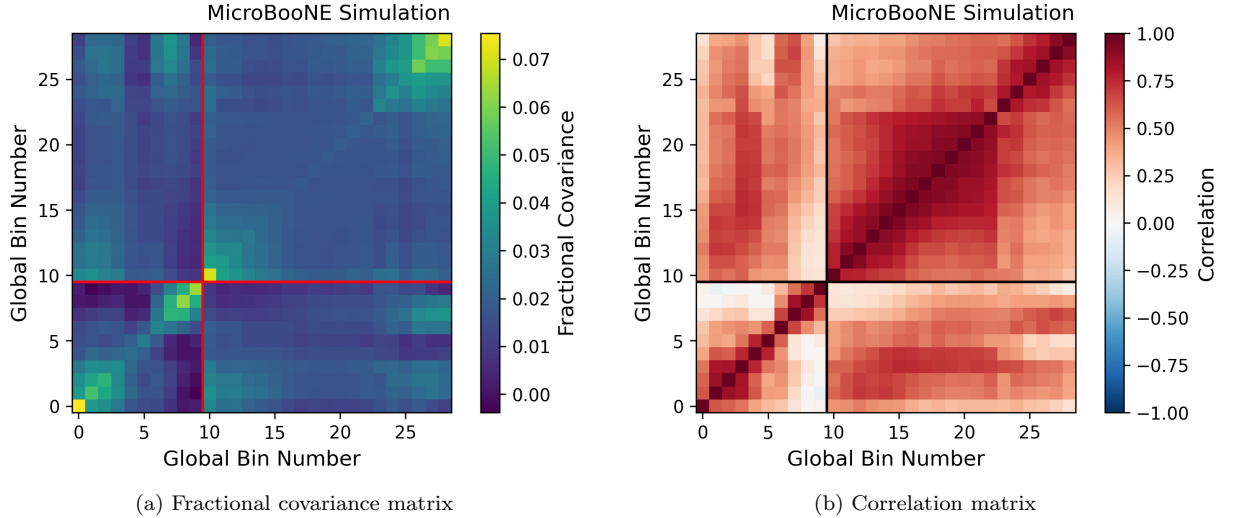 MicroBooNE Simulation
25
20
15
10
5
0
0 5 10 15 20 25
Global Bin Number
Global Bin Number
0.07
0.06
0.05
0.04
0.03
0.02
0.01
0.00
Fractional Covariance
(a) Fractional covariance matrix
MicroBooNE Simulation
25
20
15
10
5
0
0 5 10 15 20 25
Global Bin Number
Global Bin Number
1.00
0.75
0.50
0.25
0.00
−0.25
−0.50
−0.75
−1.00
Correlation
(b) Correlation matrix